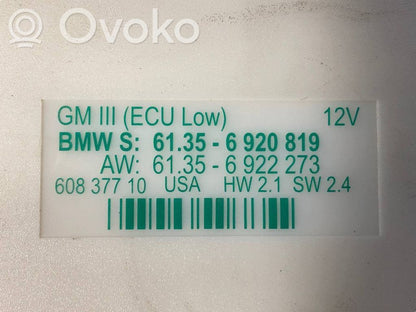 Ovoko
GM III (ECU Low) 12V
BMW S: 61.35 - 6 920 819
AW: 61.35 - 6 922 273
608 377 10 USA HW 2.1 SW 2.4